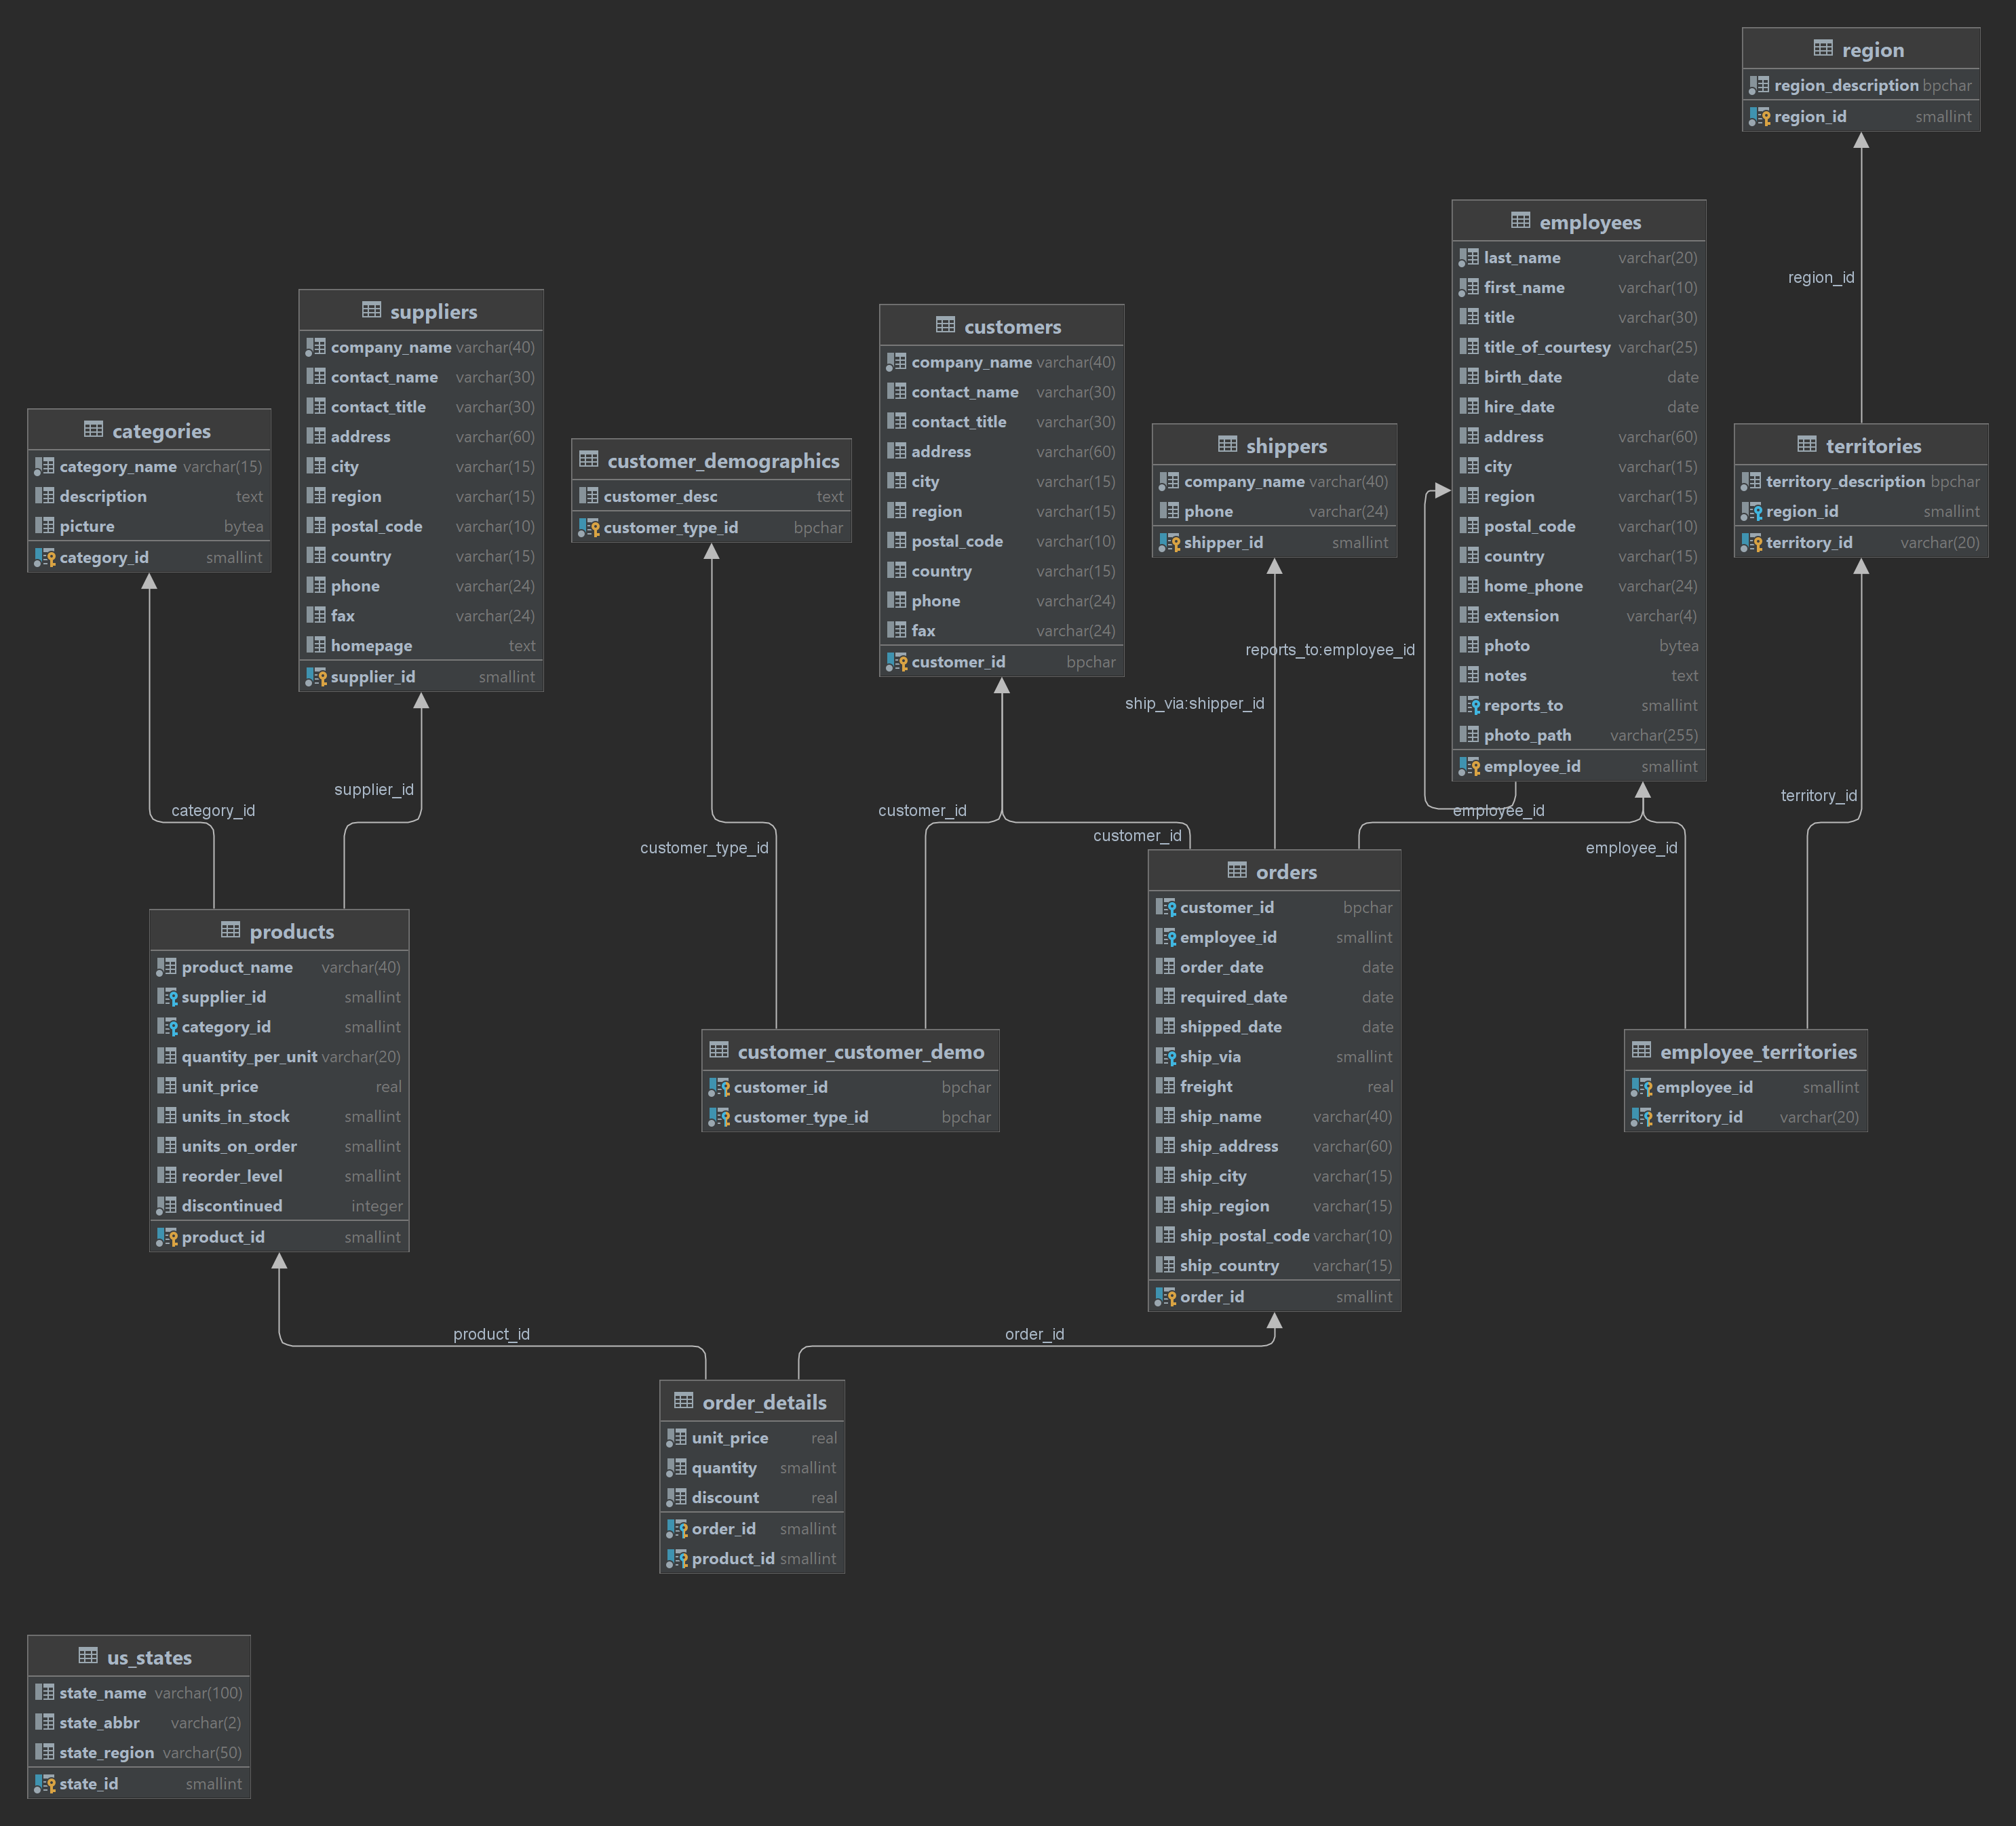 region
region_description bpchar
region_id smallint
employees
last_name varchar(20)
first_name varchar(10)
title varchar(30)
title_of_courtesy varchar(25)
birth_date date
hire_date date
address varchar(60)
city varchar(15)
region varchar(15)
postal_code varchar(10)
country varchar(15)
home_phone varchar(24)
extension varchar(4)
photo bytea
notes text
reports_to smallint
photo_path varchar(255)
employee_id smallint
region_id
suppliers
company_name varchar(40)
contact_name varchar(30)
contact_title varchar(30)
address varchar(60)
city varchar(15)
region varchar(15)
postal_code varchar(10)
country varchar(15)
phone varchar(24)
fax varchar(24)
homepage text
supplier_id smallint
customers
company_name varchar(40)
contact_name varchar(30)
contact_title varchar(30)
address varchar(60)
city varchar(15)
region varchar(15)
postal_code varchar(10)
country varchar(15)
phone varchar(24)
fax varchar(24)
customer_id bpchar
categories
category_name varchar(15)
description text
picture bytea
category_id smallint
customer_demographics
customer_desc text
customer_type_id bpchar
shippers
company_name varchar(40)
phone varchar(24)
shipper_id smallint
territories
territory_description bpchar
region_id smallint
territory_id varchar(20)
reports_to:employee_id
ship_via:shipper_id
supplier_id
category_id
customer_id
employee_id
territory_id
customer_type_id
customer_id
employee_id
products
product_name varchar(40)
supplier_id smallint
category_id smallint
quantity_per_unit varchar(20)
unit_price real
units_in_stock smallint
units_on_order smallint
reorder_level smallint
discontinued integer
product_id smallint
orders
customer_id bpchar
employee_id smallint
order_date date
required_date date
shipped_date date
ship_via smallint
freight real
ship_name varchar(40)
ship_address varchar(60)
ship_city varchar(15)
ship_region varchar(15)
ship_postal_code varchar(10)
ship_country varchar(15)
order_id smallint
customer_customer_demo
customer_id bpchar
customer_type_id bpchar
employee_territories
employee_id smallint
territory_id varchar(20)
product_id
order_id
order_details
unit_price real
quantity smallint
discount real
order_id smallint
product_id smallint
us_states
state_name varchar(100)
state_abbr varchar(2)
state_region varchar(50)
state_id smallint